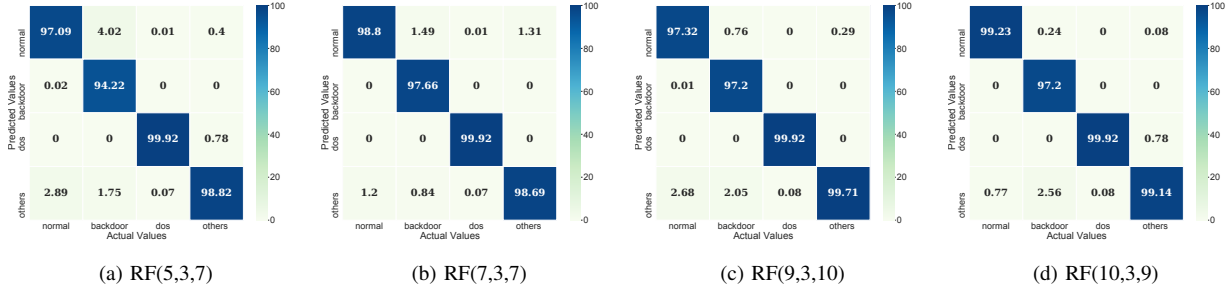 100
80
60
40
20
0
Predicted Values
normal
backdoor
dos
others
97.09 4.02 0.01 0.4
0.02 94.22 0 0
0 0 99.92 0.78
2.89 1.75 0.07 98.82
normal backdoor dos others
Actual Values
(a) RF(5,3,7)
100
80
60
40
20
0
Predicted Values
normal
backdoor
dos
others
98.8 1.49 0.01 1.31
0 97.66 0 0
0 0 99.92 0
1.2 0.84 0.07 98.69
normal backdoor dos others
Actual Values
(b) RF(7,3,7)
100
80
60
40
20
0
Predicted Values
normal
backdoor
dos
others
97.32 0.76 0 0.29
0.01 97.2 0 0
0 0 99.92 0
2.68 2.05 0.08 99.71
normal backdoor dos others
Actual Values
(c) RF(9,3,10)
100
80
60
40
20
0
Predicted Values
normal
backdoor
dos
others
99.23 0.24 0 0.08
0 97.2 0 0
0 0 99.92 0.78
0.77 2.56 0.08 99.14
normal backdoor dos others
Actual Values
(d) RF(10,3,9)